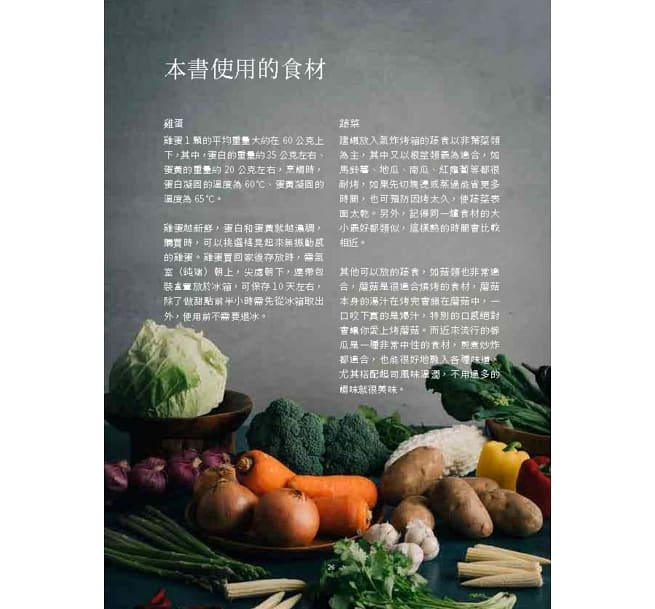 本書使用的食材
雞蛋
雞蛋1顆的平均重量大約在 60 公克上
下，其中，蛋白的重量約35 公克左右、
蛋黃的重量約 20 公克左右，烹調時，
蛋白凝固的溫度為 60℃、蛋黃凝固的
溫度為 65℃。
雞蛋越新鮮，蛋白和蛋黃就越濃稠，
購買時，可以挑選搖晃起來無振動感
的雞蛋。雞蛋買回家後存放時，需氣
室（鈍端）朝上，尖處朝下，連帶包
裝盒置放於冰箱，可保存10天左右，
除了做甜點前半小時需先從冰箱取出
外，使用前不需要退冰。
蔬菜
建議放入氣炸烤箱的蔬食以非葉菜類
為主，其中又以根莖類最為適合，如
馬鈴薯、地瓜、南瓜、紅蘿蔔等都很
耐烤，如果先切塊燙或蒸過能省更多
時間，也可預防因烤太久，使蔬菜表
面太乾。另外，記得同一爐食材的大
小最好都類似，這樣熟的時間會比較
相近。
其他可以放的蔬食，如菇類也非常適
合，蘑菇是很適合燒烤的食材，蘑菇
本身的湯汁在烤完會鎖在蘑菇中，一
口咬下真的是爆汁，特別的口感絕對
會讓你愛上烤蘑菇。而近來流行的櫛
瓜是一種非常中性的食材，煎煮炒炸
都適合，也能很好地融入各種味道，
尤其搭配起司風味溫潤，不用過多的
調味就很美味。
26